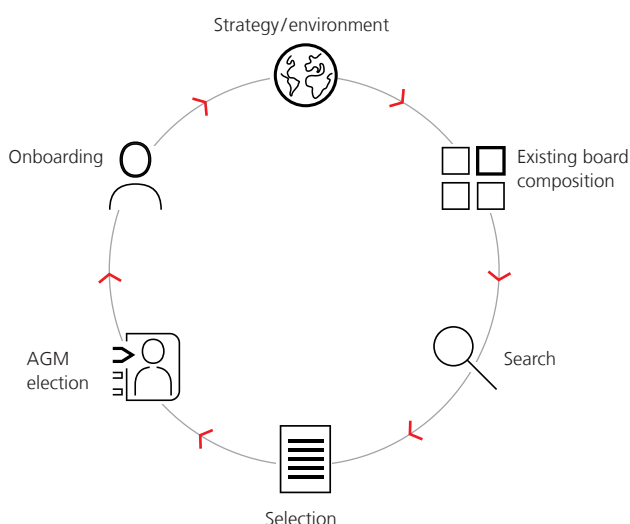 Strategy/environment
Existing board
composition
Search
Selection
AGM
election
Onboarding